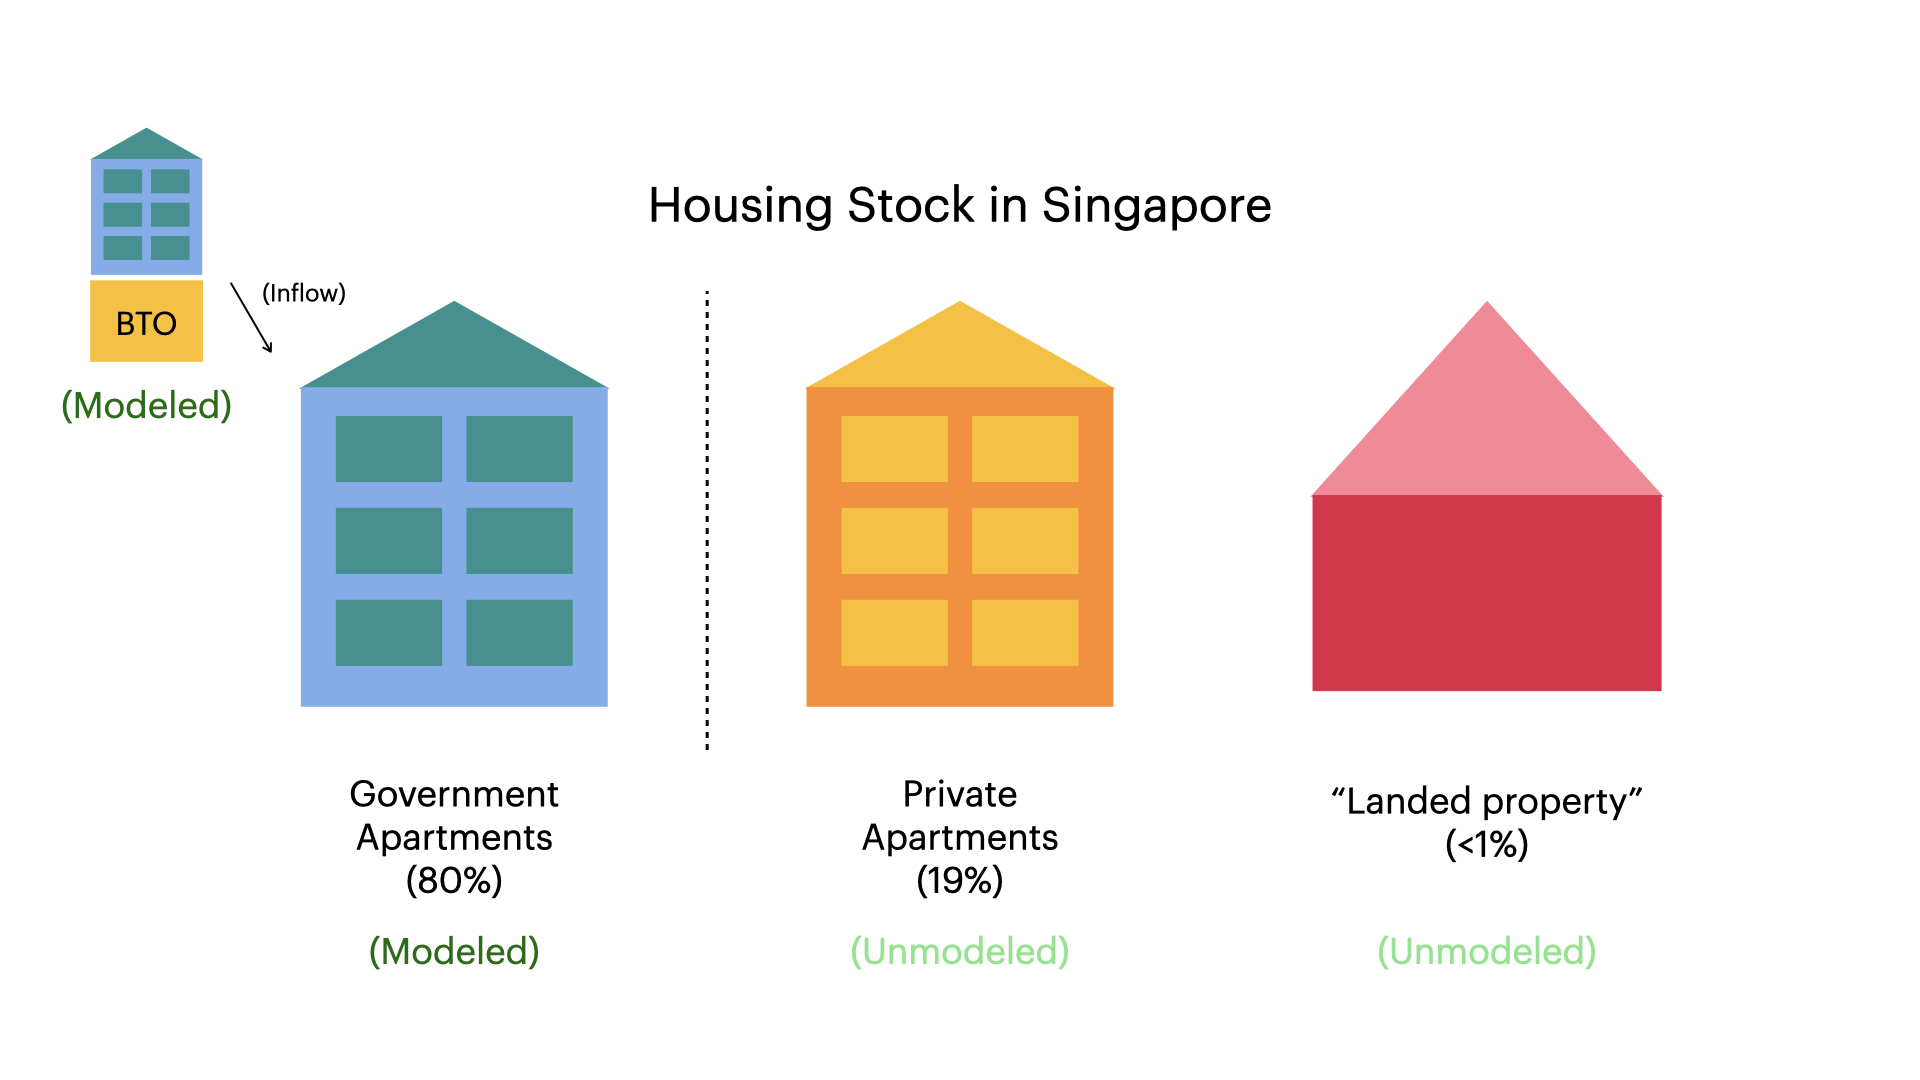 Housing Stock in Singapore
(Inflow)
BTO
(Modeled)
Government
Apartments
(80%)
(Modeled)
Private
Apartments
(19%)
(Unmodeled)
“Landed property”
(<1%)
(Unmodeled)